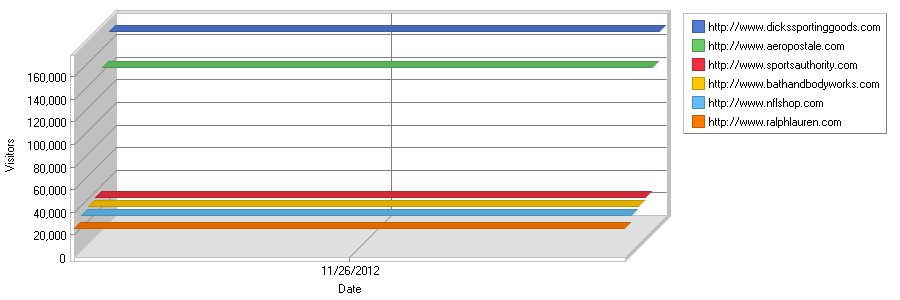 http://www.dickssportinggoods.com
http://www.aeropostale.com
http://www.sportsauthority.com
http://www.bathandbodyworks.com
http://www.nflshop.com
http://www.ralphlauren.com
Visitors
160,000
140,000
120,000
100,000
80,000
60,000
40,000
20,000
0
11/26/2012
Date